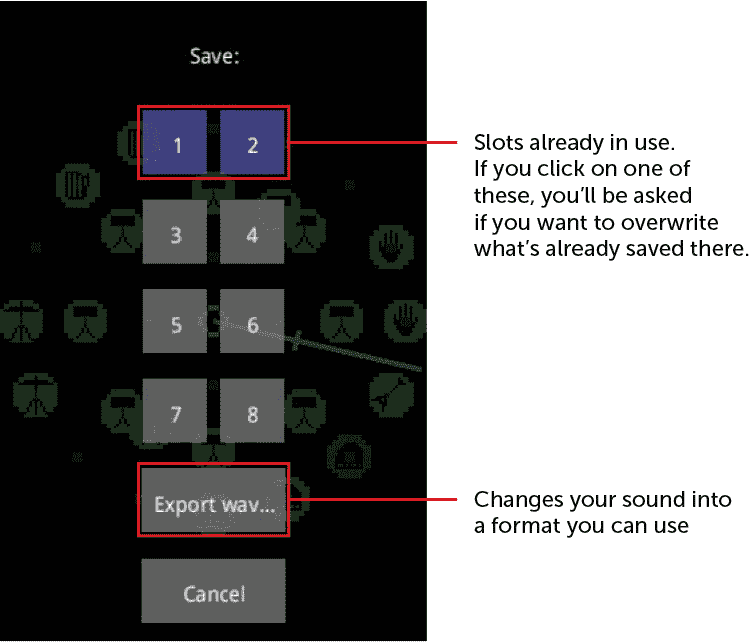 Save:
1 2
Slots already in use.
If you click on one of
these, you’ll be asked
if you want to overwrite
what’s already saved there.
3 4
5 6
7 8
Export wav...
Changes your sound into
a format you can use
Cancel